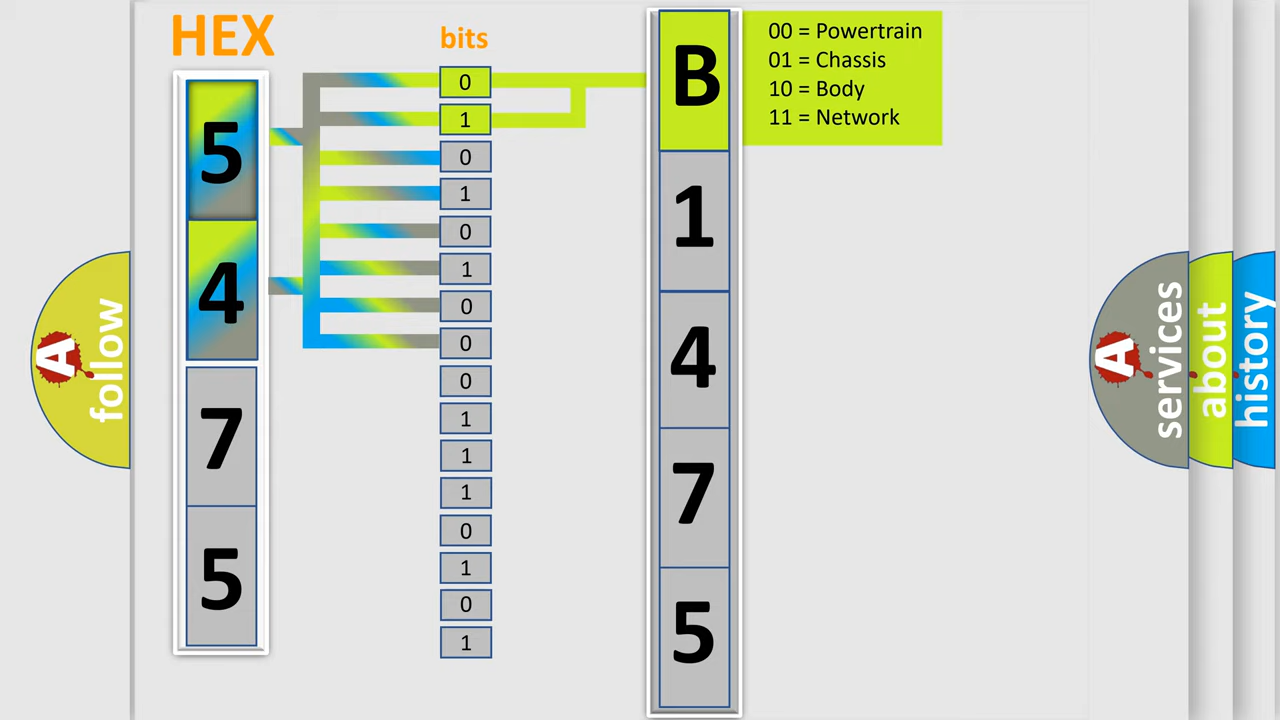 HEX
bits
5
4
7
5
0
1
0
1
0
1
0
0
0
1
1
1
0
1
0
1
B
1
4
7
5
00 = Powertrain
01 = Chassis
10 = Body
11 = Network
A
follow
A
services
about
history